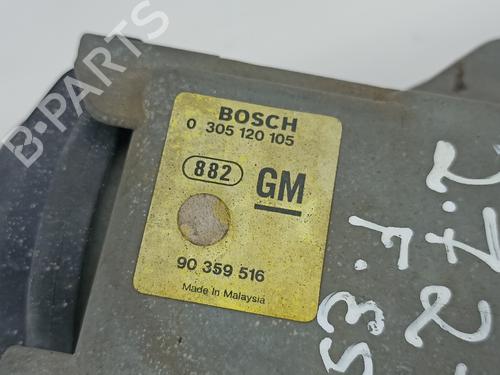 B-PARTS
BOSCH
0 305 120 105
882 GM
90 359 516
Made in Malaysia